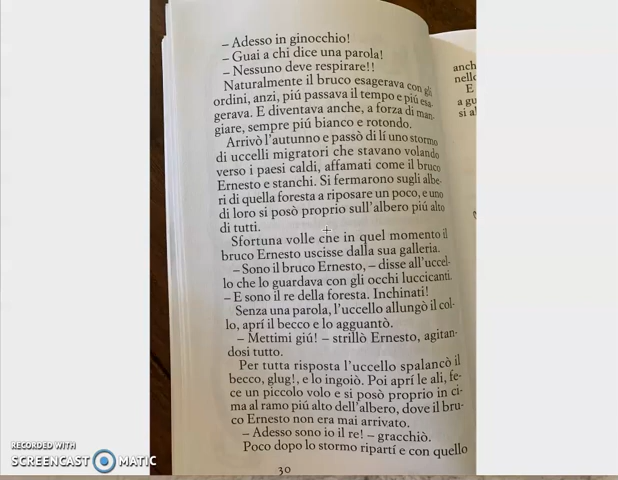 – Adesso in ginocchio!
– Guai a chi dice una parola!
– Nessuno deve respirare!!
Naturalmente il bruco esagerava con gli
ordini, anzi, piú passava il tempo e piú esa-
gerava. E diventava anche, a forza di man-
giare, sempre piú bianco e rotondo.
Arrivò l'autunno e passò di lí uno stormo
di uccelli migratori che stavano volando
verso i paesi caldi, affamati come il bruco
Ernesto e stanchi. Si fermarono sugli albe-
ri di quella foresta a riposare un poco, e uno
di loro si posò proprio sull'albero piú alto
di tutti.
Sfortuna volle che in quel momento il
bruco Ernesto uscisse dalla sua galleria.
– Sono il bruco Ernesto, – disse all'uccel-
lo che lo guardava con gli occhi luccicanti.
– E sono il re della foresta. Inchinati!
Senza una parola, l'uccello allungò il col-
lo, aprí il becco e lo agguantò.
– Mettimi giú! – strillò Ernesto, agitan-
dosi tutto.
Per tutta risposta l'uccello spalancò il
becco, glug!, e lo ingoiò. Poi aprí le ali, fe-
ce un piccolo volo e si posò proprio in ci-
ma al ramo piú alto dell'albero, dove il bru-
co Ernesto non era mai arrivato.
– Adesso sono io il re! – gracchiò.
Poco dopo lo stormo ripartí e con quello
30
anch
nello
E
a gu
si al
RECORDED WITH
SCREENCAST MATIC